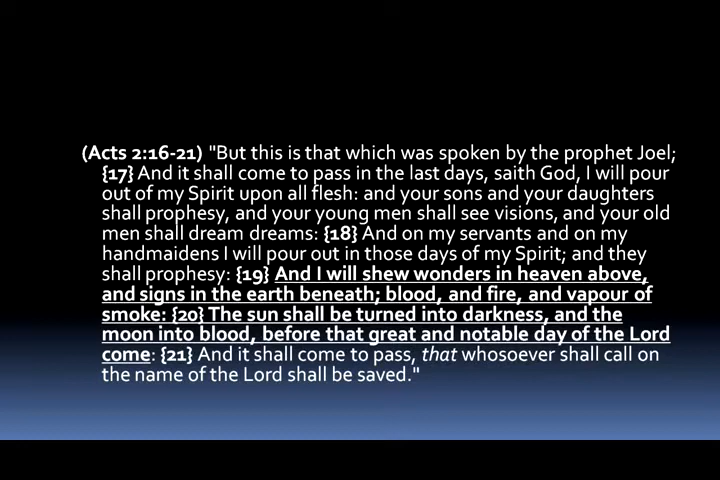 (Acts 2:16-21) "But this is that which was spoken by the prophet Joel;
{17} And it shall come to pass in the last days, saith God, I will pour
out of my Spirit upon all flesh: and your sons and your daughters
shall prophesy, and your young men shall see visions, and your old
men shall dream dreams: {18} And on my servants and on my
handmaidens I will pour out in those days of my Spirit; and they
shall prophesy: {19} And I will shew wonders in heaven above,
and signs in the earth beneath; blood, and fire, and vapour of
smoke: {20} The sun shall be turned into darkness, and the
moon into blood, before that great and notable day of the Lord
come: {21} And it shall come to pass, that whosoever shall call on
the name of the Lord shall be saved."